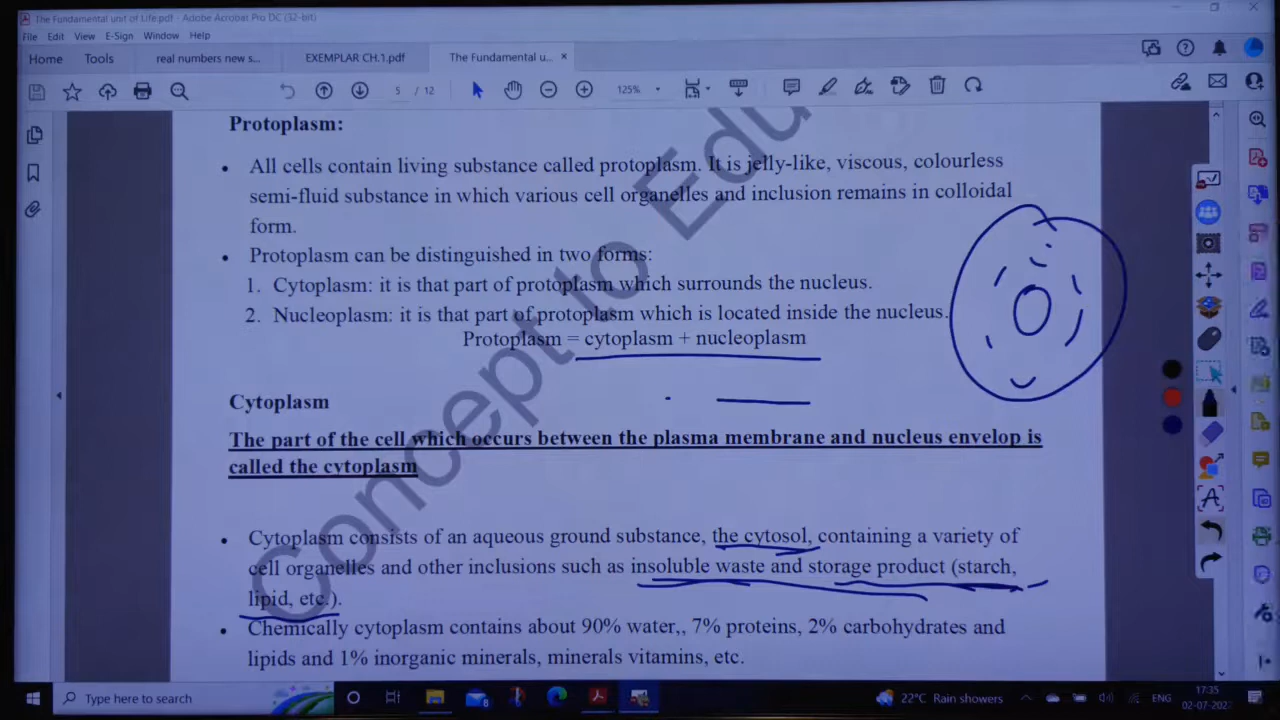 The Fundamental unit of Life.pdf - Adobe Acrobat Pro DC (32-bit)
File Edit View E-Sign Window Help
Home Tools real numbers new s... EXEMPLAR CH.1.pdf The Fundamental u... ×
5 / 12 125%
Protoplasm:
• All cells contain living substance called protoplasm. It is jelly-like, viscous, colourless
semi-fluid substance in which various cell organelles and inclusion remains in colloidal
form.
• Protoplasm can be distinguished in two forms:
1. Cytoplasm: it is that part of protoplasm which surrounds the nucleus.
2. Nucleoplasm: it is that part of protoplasm which is located inside the nucleus.
Protoplasm = cytoplasm + nucleoplasm
Cytoplasm
The part of the cell which occurs between the plasma membrane and nucleus envelop is
called the cytoplasm
• Cytoplasm consists of an aqueous ground substance, the cytosol, containing a variety of
cell organelles and other inclusions such as insoluble waste and storage product (starch,
lipid, etc.).
• Chemically cytoplasm contains about 90% water,, 7% proteins, 2% carbohydrates and
lipids and 1% inorganic minerals, minerals vitamins, etc.
Concept to Edu
Type here to search
22°C Rain showers
ENG
17:35